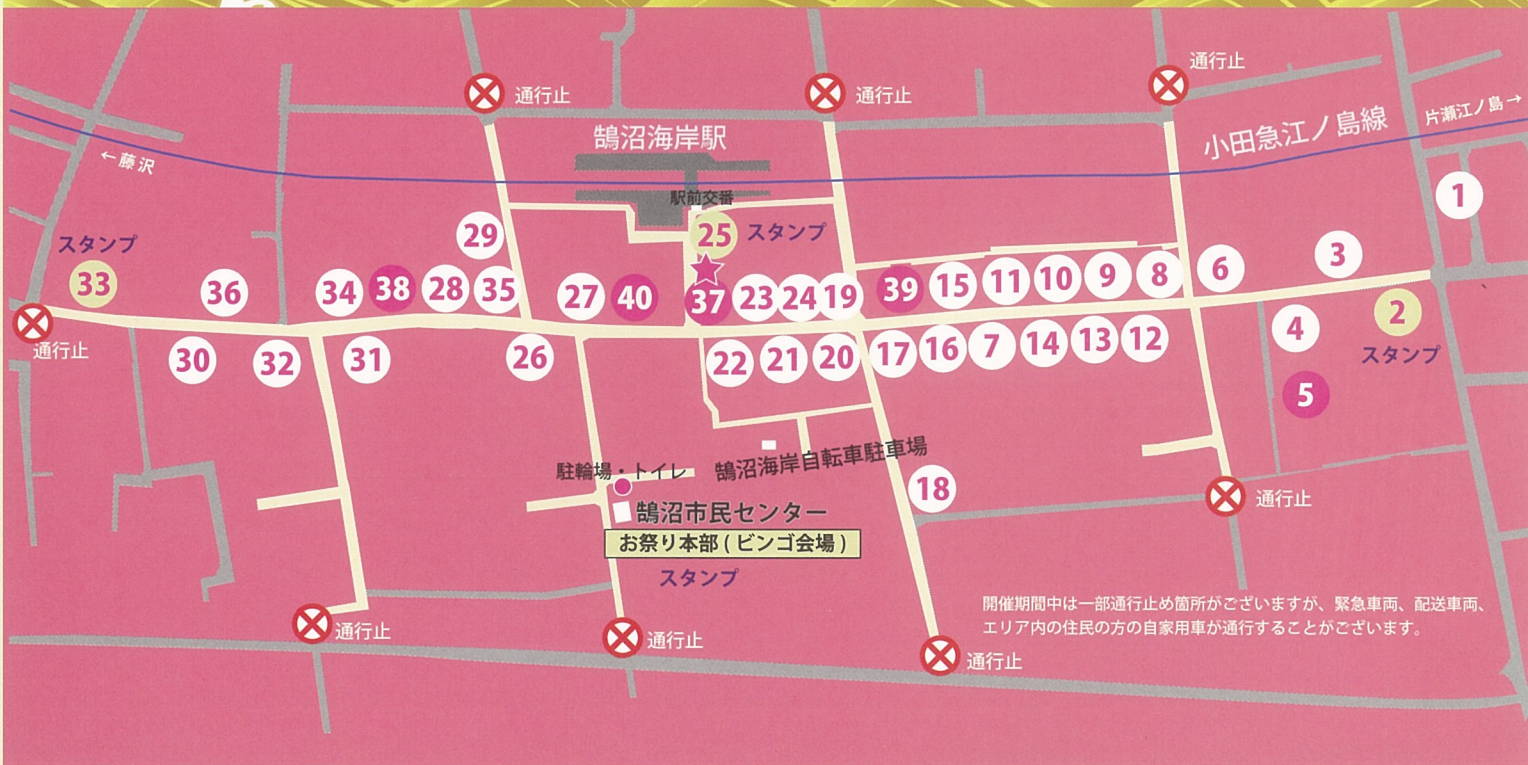 通行止
通行止
通行止
鵠沼海岸駅
小田急江ノ島線
片瀬江ノ島→
←藤沢
駅前交番
1
スタンプ
33
36
34
38
28
29
35
27
40
25
スタンプ
37
23
24
19
39
15
11
10
9
8
6
3
通行止
30
32
31
26
22
21
20
17
16
7
14
13
12
4
2
スタンプ
5
駐輪場・トイレ
鵠沼海岸自転車駐車場
18
鵠沼市民センター
お祭り本部(ビンゴ会場)
スタンプ
通行止
通行止
通行止
通行止
開催期間中は一部通行止め箇所がございますが、緊急車両、配送車両、
エリア内の住民の方の自家用車が通行することがございます。